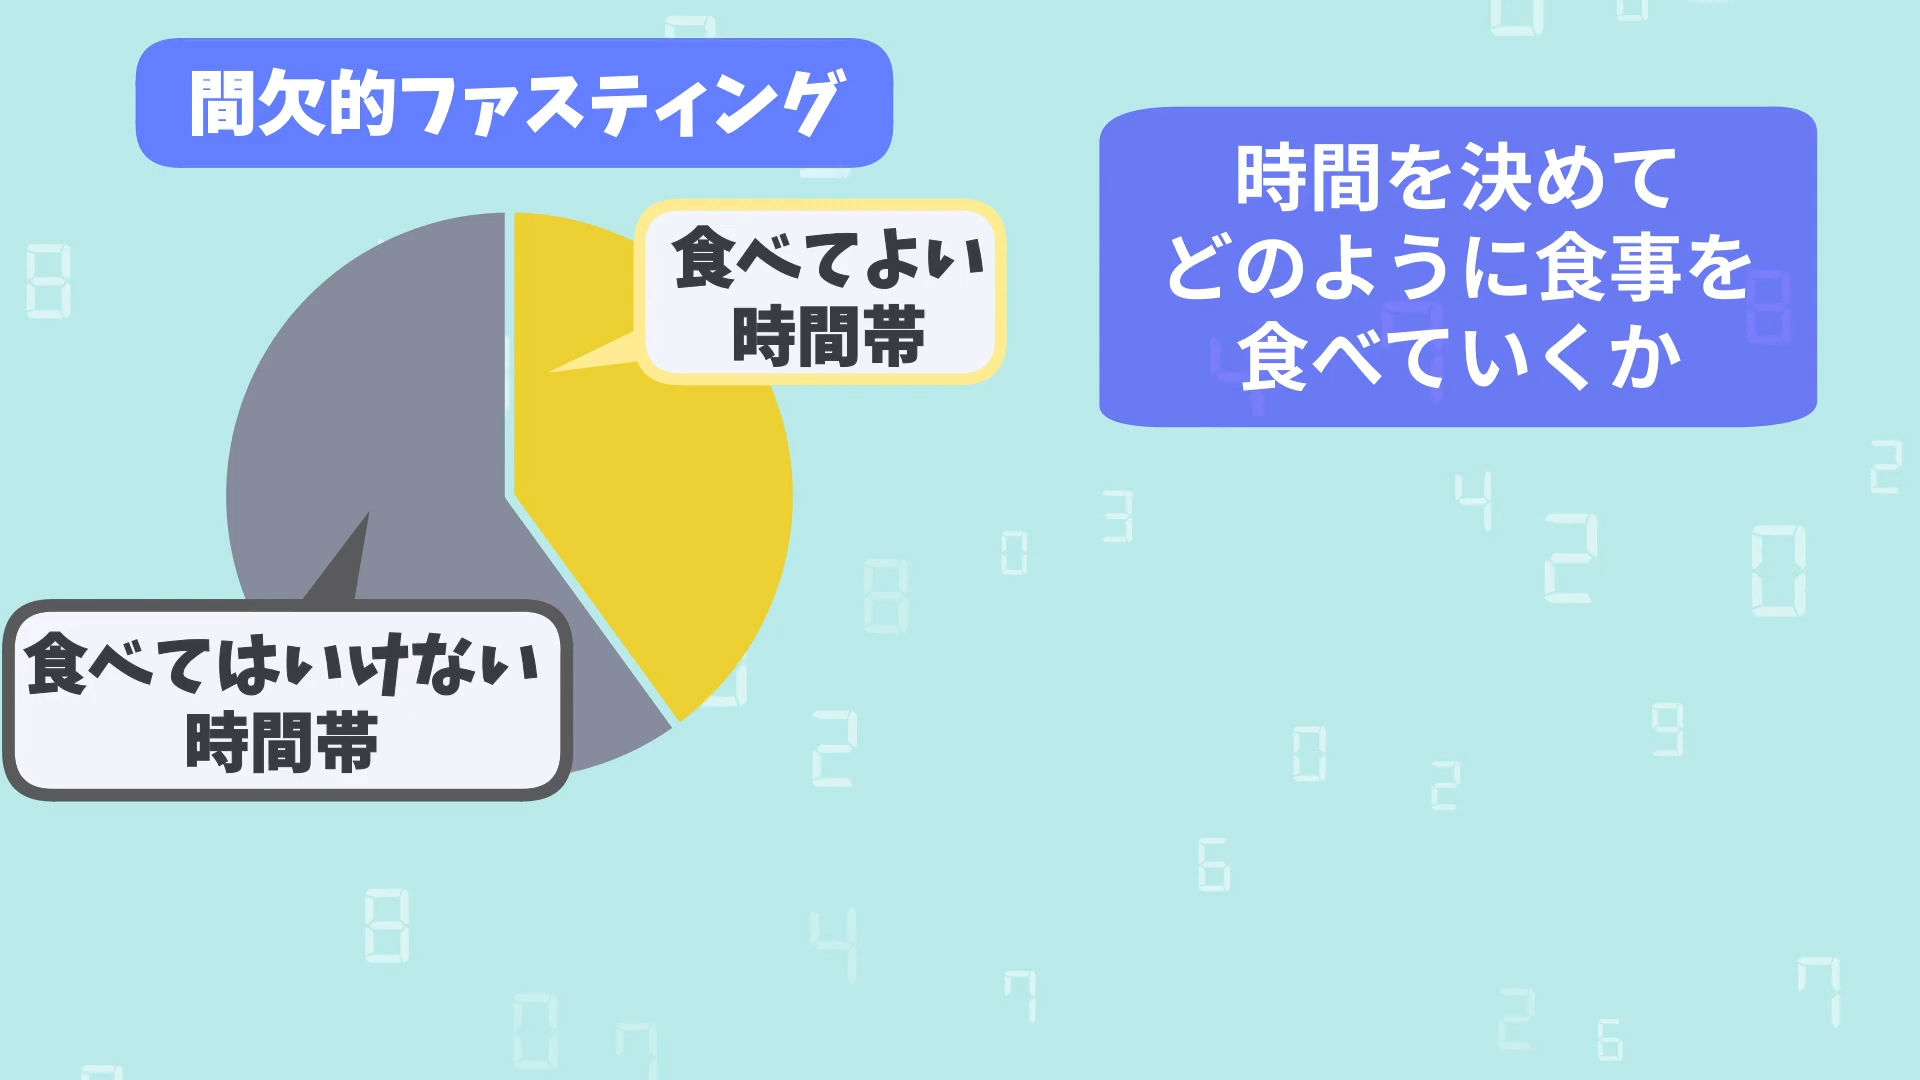 間欠的ファスティング
食べてよい
時間帯
食べてはいけない
時間帯
時間を決めて
どのように食事を
食べていくか